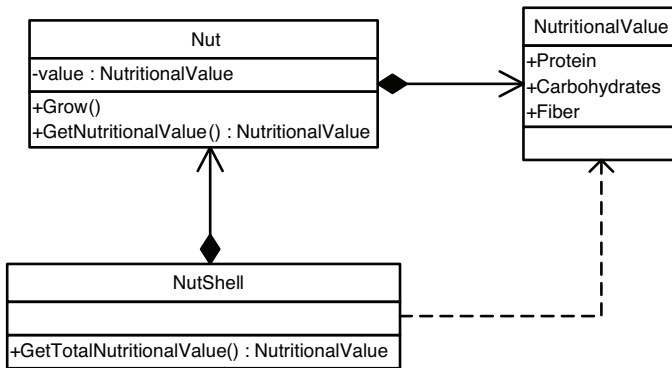 Nut
-value : NutritionalValue
+Grow()
+GetNutritionalValue() : NutritionalValue
NutritionalValue
+Protein
+Carbohydrates
+Fiber
NutShell
+GetTotalNutritionalValue() : NutritionalValue